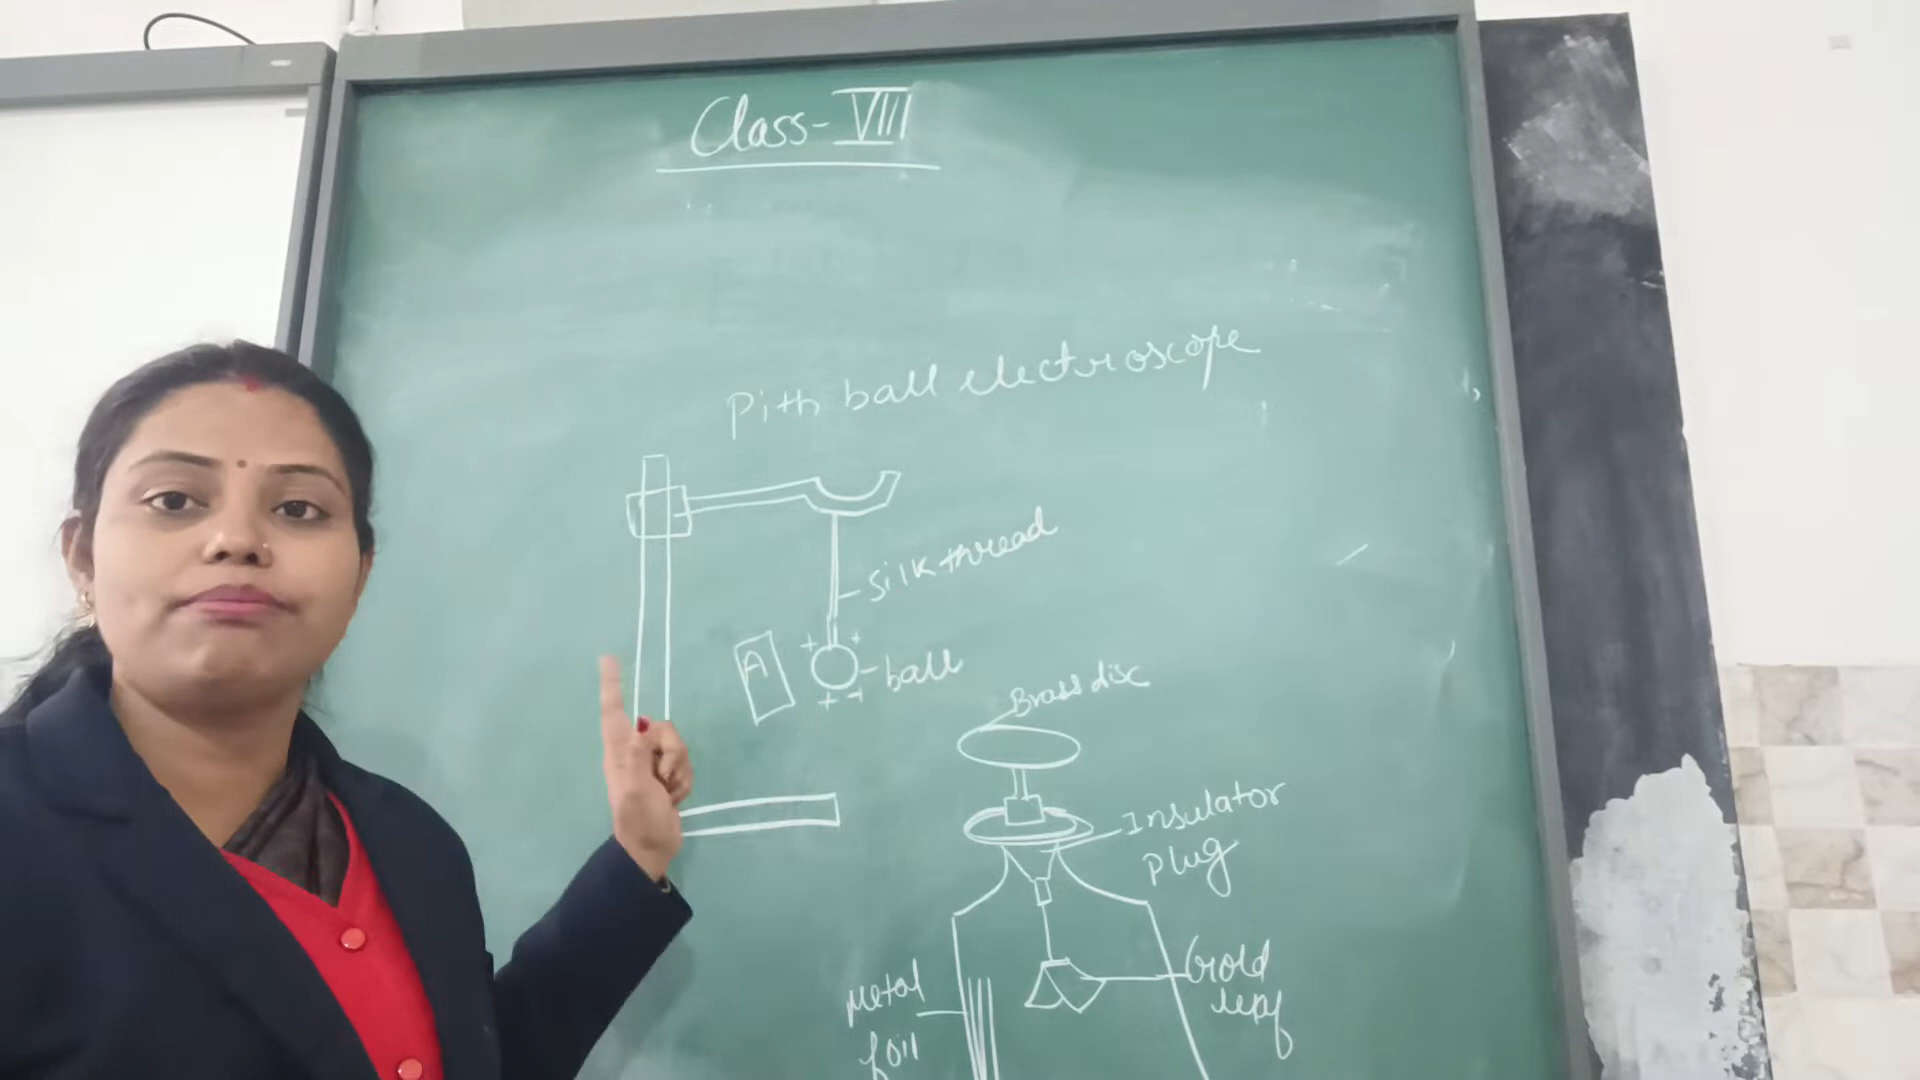 Class-VIII
Pith ball electroscope
silk thread
A
+ +
ball
+ +
Brass disc
Insulator
plug
Gold
leaf
Metal
foil